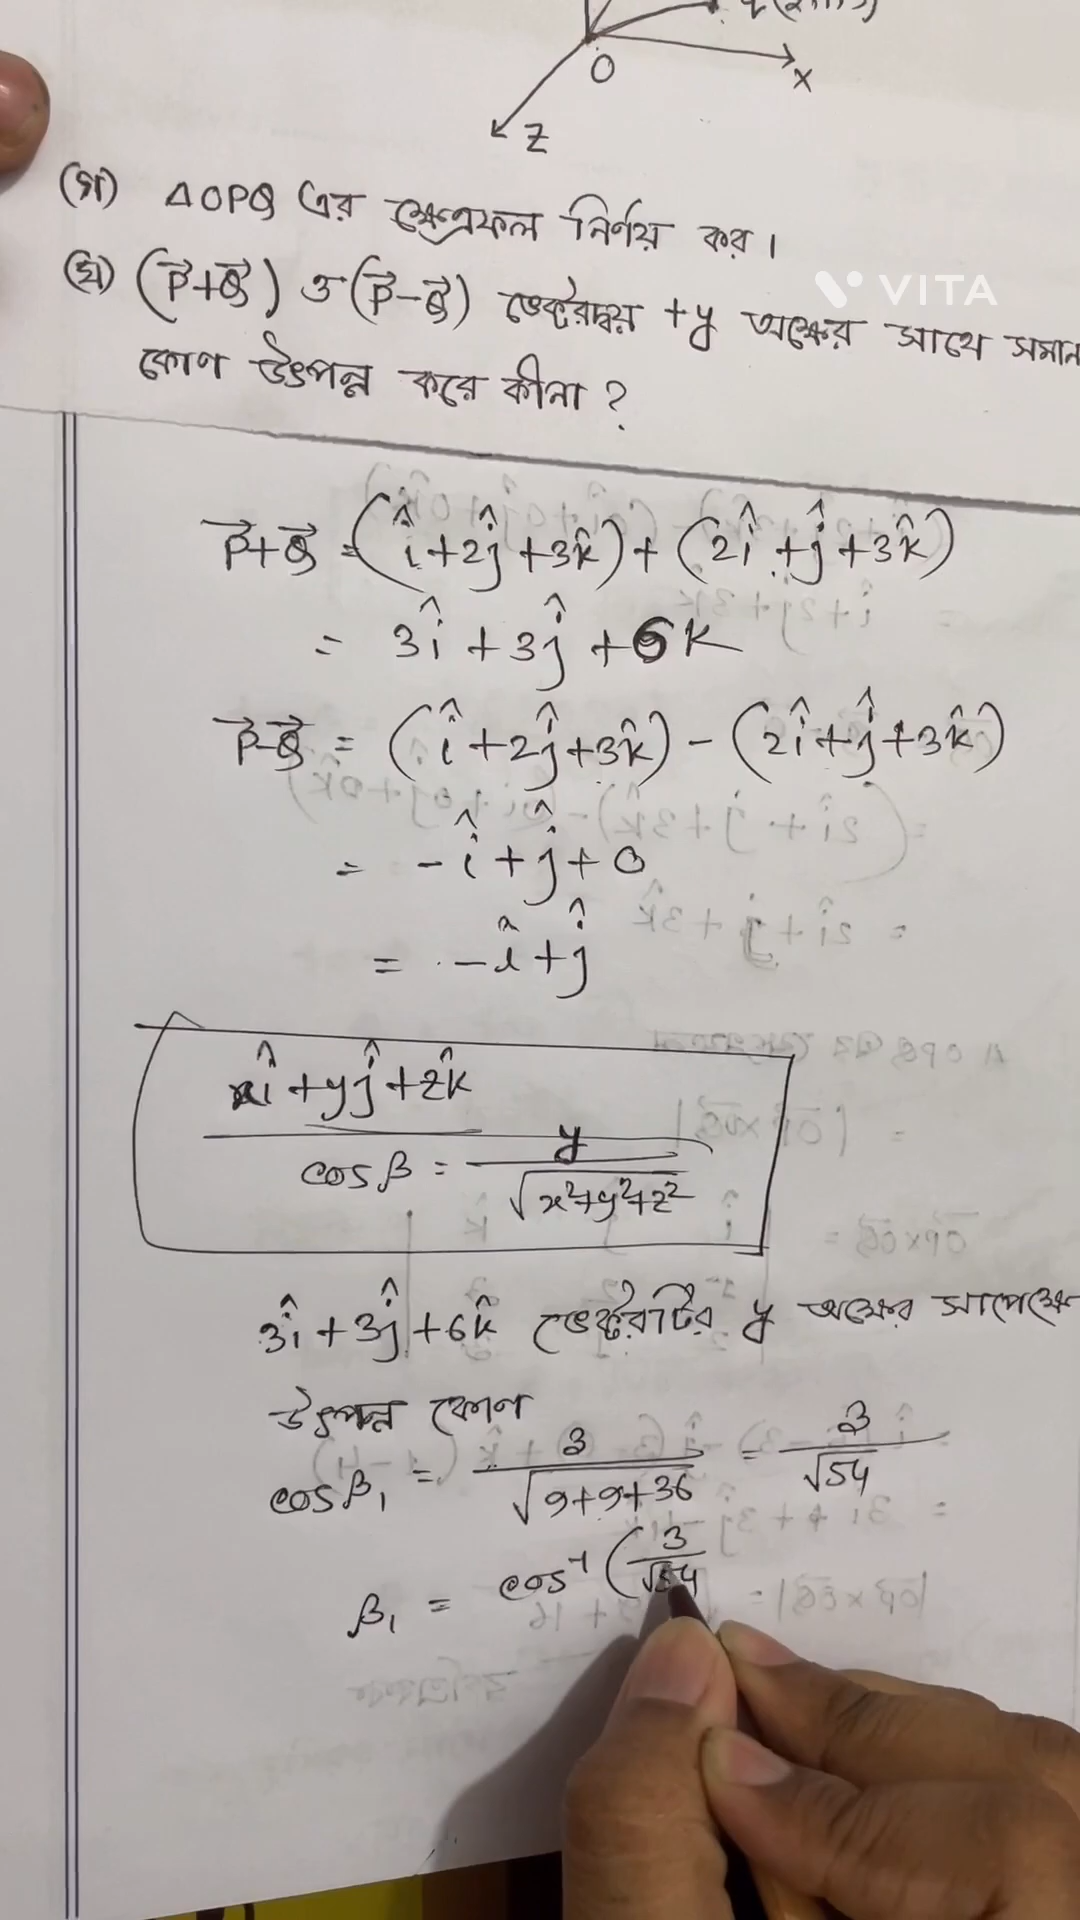 O
X
Z
(গ) ΔOPQ এর ক্ষেত্রফল নির্ণয় কর।
VITA
(ঘ) (P⃗+Q⃗) ও (P⃗-Q⃗) ভেক্টরদ্বয় +y অক্ষের সাথে সমান
কোণ উৎপন্ন করে কীনা ?
P⃗+Q⃗ = (î+2ĵ+3k̂) + (2î+ĵ+3k̂)
= 3î+3ĵ+6k
P⃗-Q⃗ = (î+2ĵ+3k̂) - (2î+ĵ+3k̂)
= -î+ĵ+0
= -î+ĵ
xî+yĵ+zk̂
cosβ = y/√x²+y²+z²
3î+3ĵ+6k̂ ভেক্টরটির y অক্ষের সাপেক্ষে
উৎপন্ন কোণ
cosβ₁ = 3/√9+9+36 = 3/√54
β₁ = cos⁻¹(3/√54